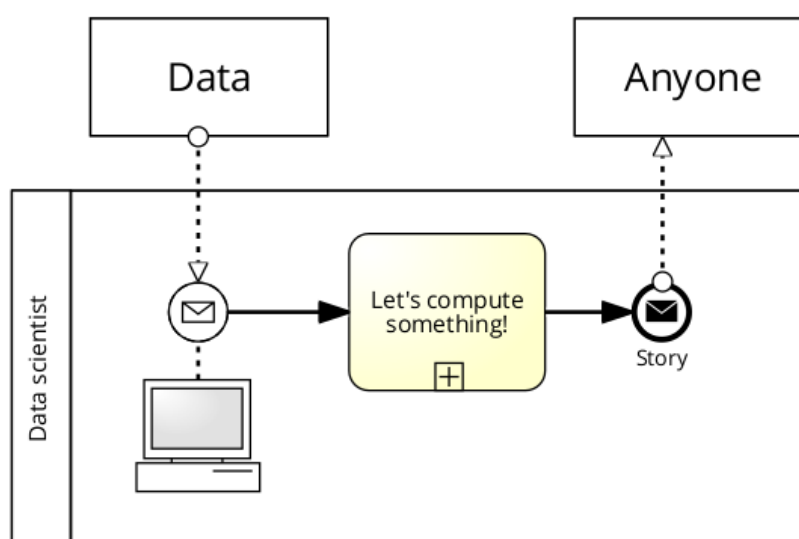 Data
Anyone
Data scientist
Let's compute
something!
Story